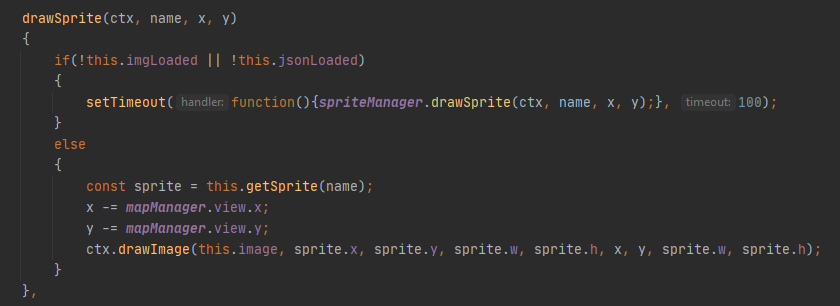 drawSprite(ctx, name, x, y)
{
    if(!this.imgLoaded || !this.jsonLoaded)
    {
        setTimeout( handler: function(){spriteManager.drawSprite(ctx, name, x, y);}, timeout: 100);
    }
    else
    {
        const sprite = this.getSprite(name);
        x -= mapManager.view.x;
        y -= mapManager.view.y;
        ctx.drawImage(this.image, sprite.x, sprite.y, sprite.w, sprite.h, x, y, sprite.w, sprite.h);
    }
},